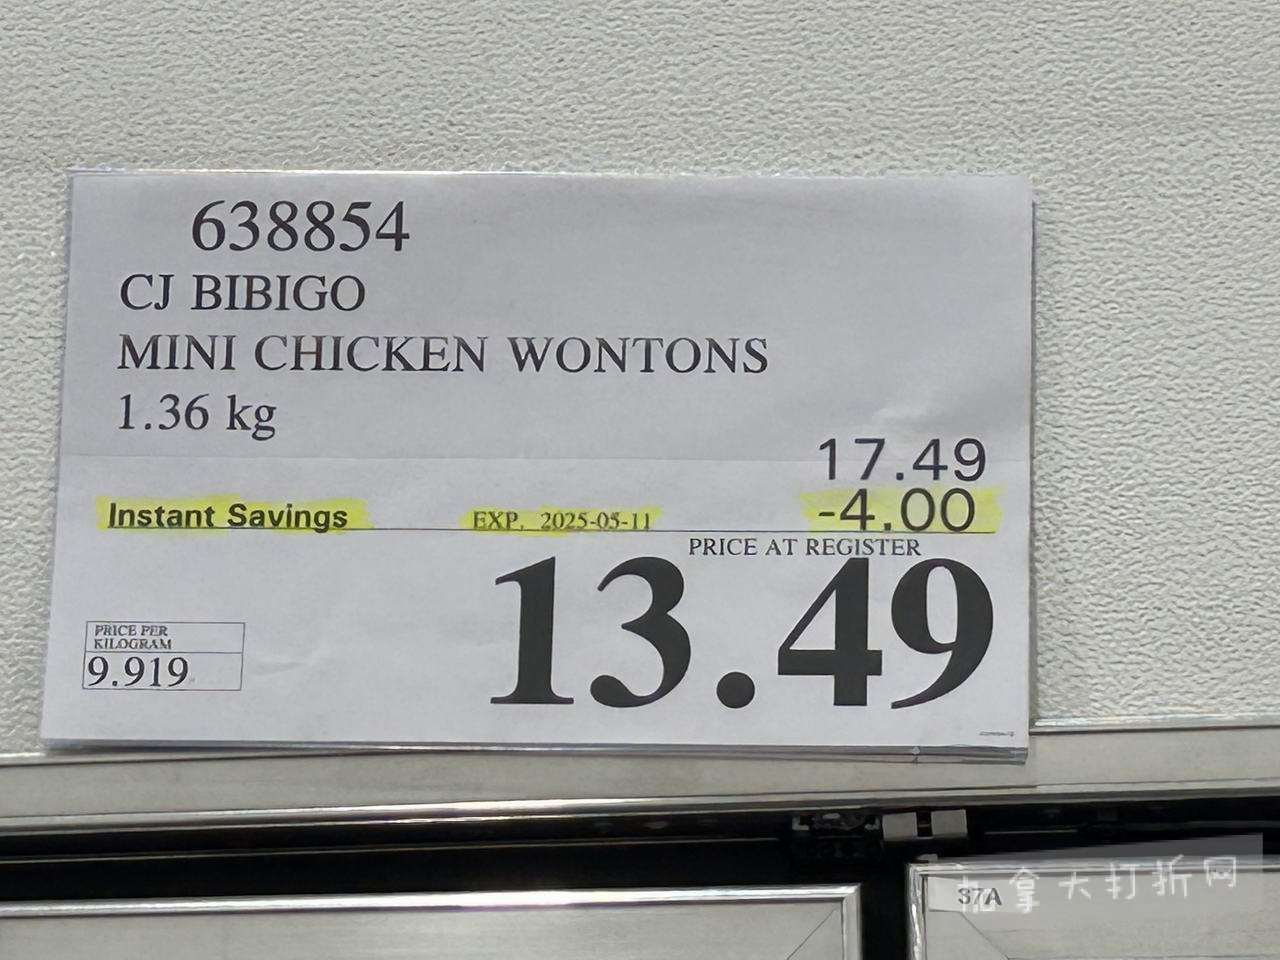 638854
CJ BIBIGO
MINI CHICKEN WONTONS
1.36 kg
17.49
Instant Savings EXP. 2025-05-11 -4.00
PRICE AT REGISTER
13.49
PRICE PER
KILOGRAM
9.919
37A
加拿大打折网